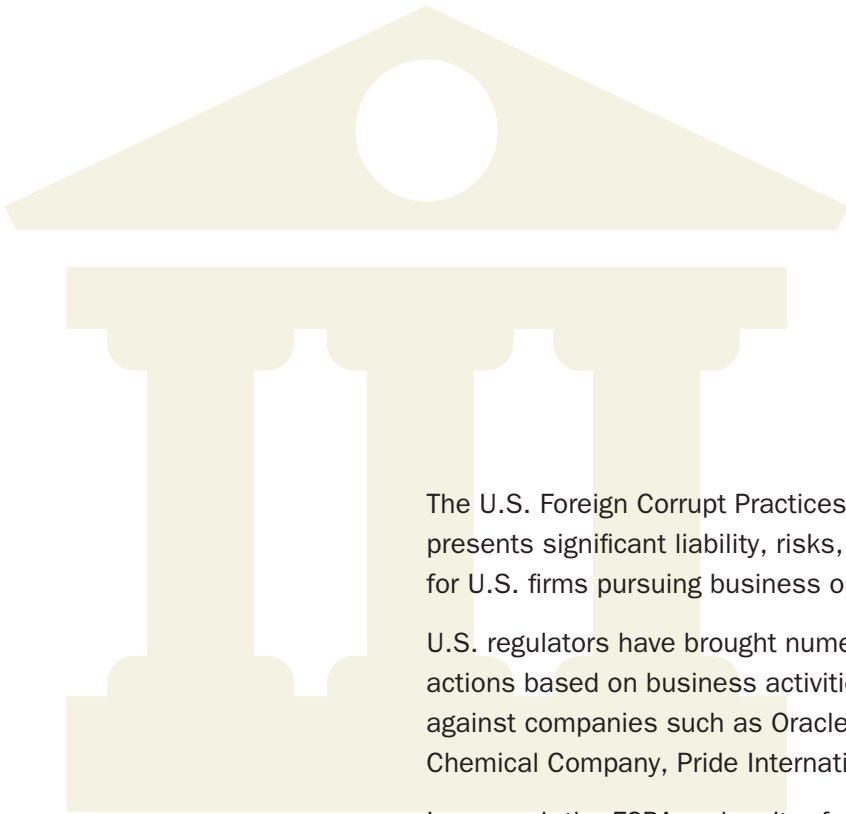 The U.S. Foreign Corrupt Practices
presents significant liability, risks,
for U.S. firms pursuing business o
U.S. regulators have brought nume
actions based on business activiti
against companies such as Oracle
Chemical Company, Pride Internati